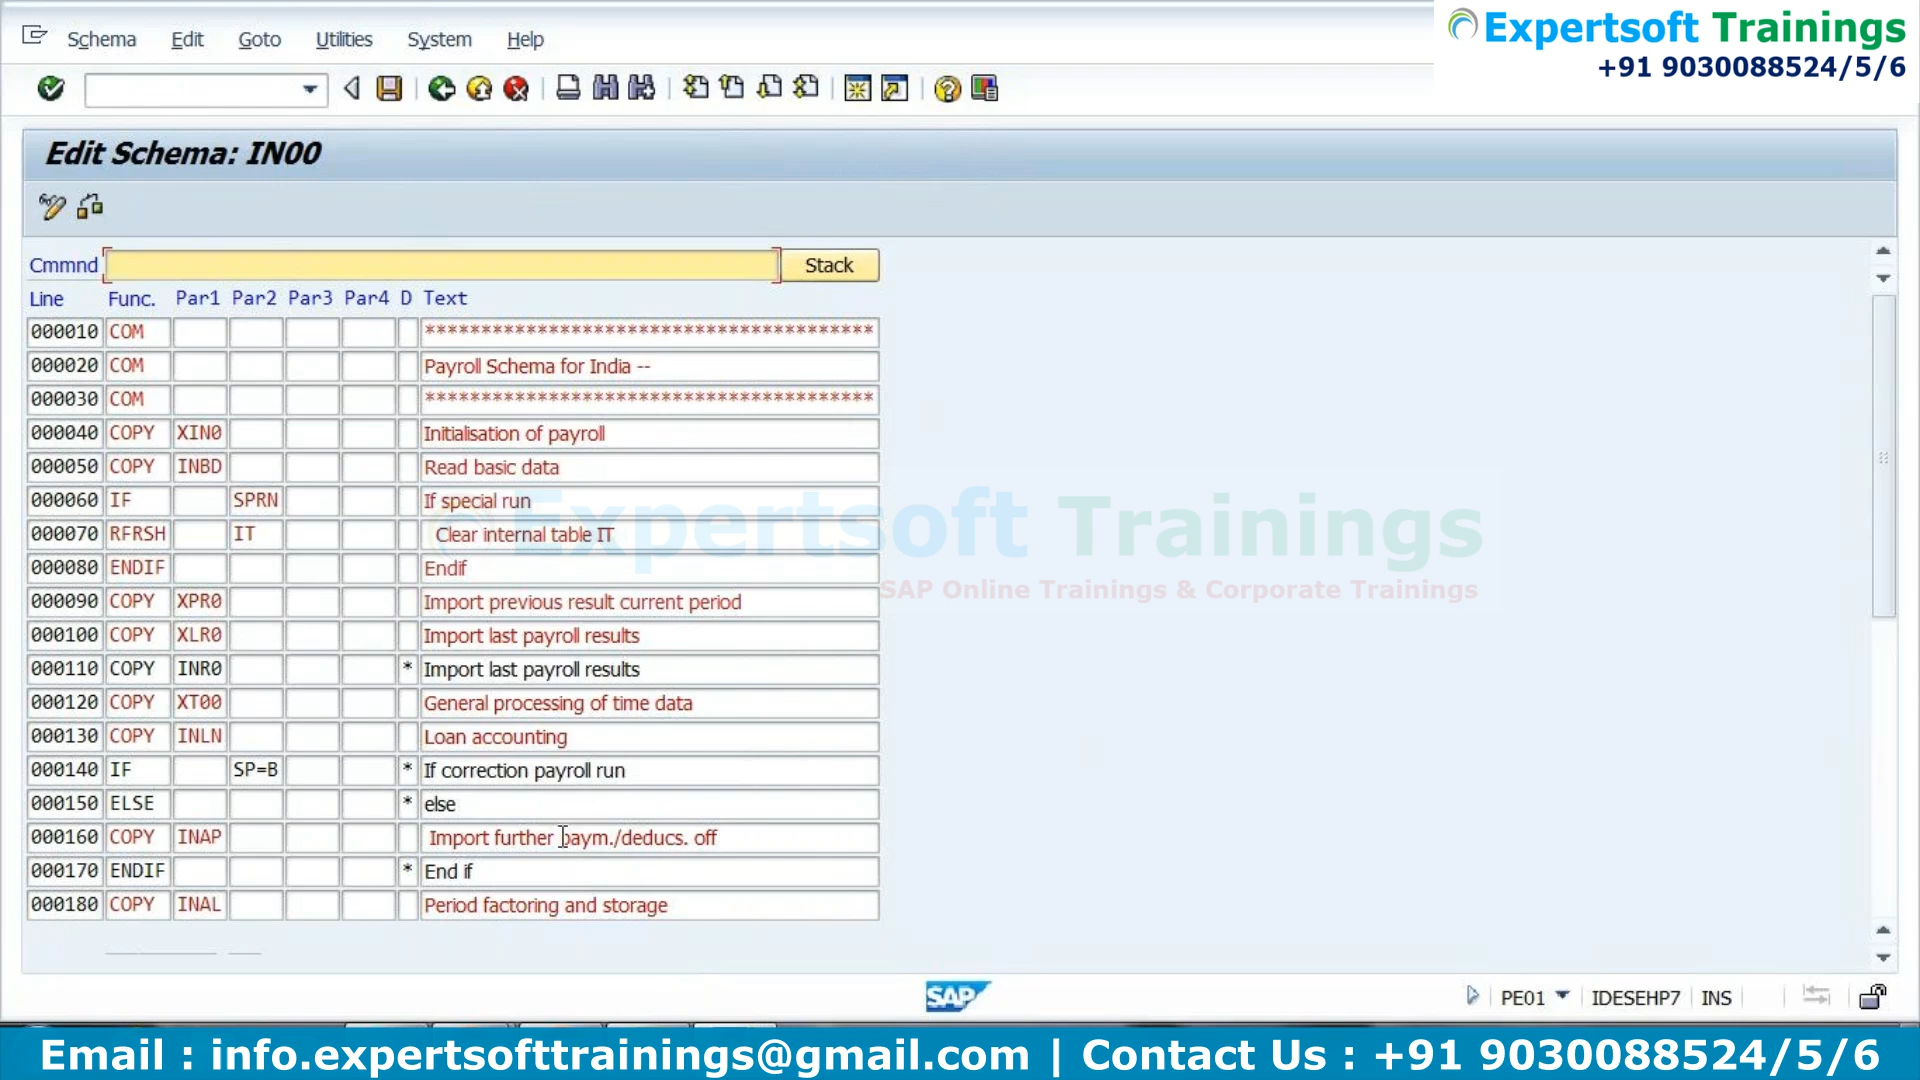 Schema Edit Goto Utilities System Help
Expertsoft Trainings
+91 9030088524/5/6
Edit Schema: IN00
Cmmnd Stack
Line Func. Par1 Par2 Par3 Par4 D Text
000010 COM ****************************************
000020 COM Payroll Schema for India --
000030 COM ****************************************
000040 COPY XIN0 Initialisation of payroll
000050 COPY INBD Read basic data
000060 IF SPRN If special run
000070 RFRSH IT Clear internal table IT
000080 ENDIF Endif
000090 COPY XPR0 Import previous result current period
000100 COPY XLR0 Import last payroll results
000110 COPY INR0 * Import last payroll results
000120 COPY XT00 General processing of time data
000130 COPY INLN Loan accounting
000140 IF SP=B * If correction payroll run
000150 ELSE * else
000160 COPY INAP Import further paym./deducs. off
000170 ENDIF * End if
000180 COPY INAL Period factoring and storage
Expertsoft Trainings
SAP Online Trainings & Corporate Trainings
SAP
PE01 IDESEHP7 INS
Email : info.expertsofttrainings@gmail.com | Contact Us : +91 9030088524/5/6